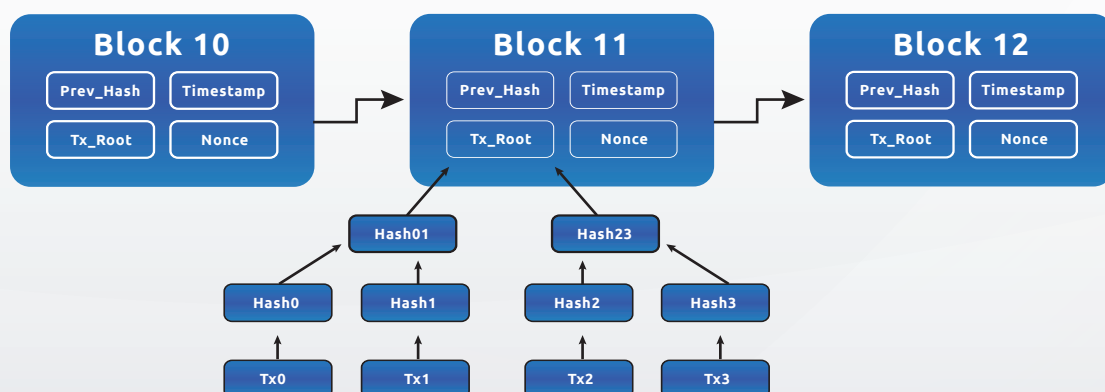 Block 10
Block 11
Block 12
Prev_Hash
Timestamp
Prev_Hash
Timestamp
Prev_Hash
Timestamp
Tx_Root
Nonce
Tx_Root
Nonce
Tx_Root
Nonce
Hash01
Hash23
Hash0
Hash1
Hash2
Hash3
Tx0
Tx1
Tx2
Tx3